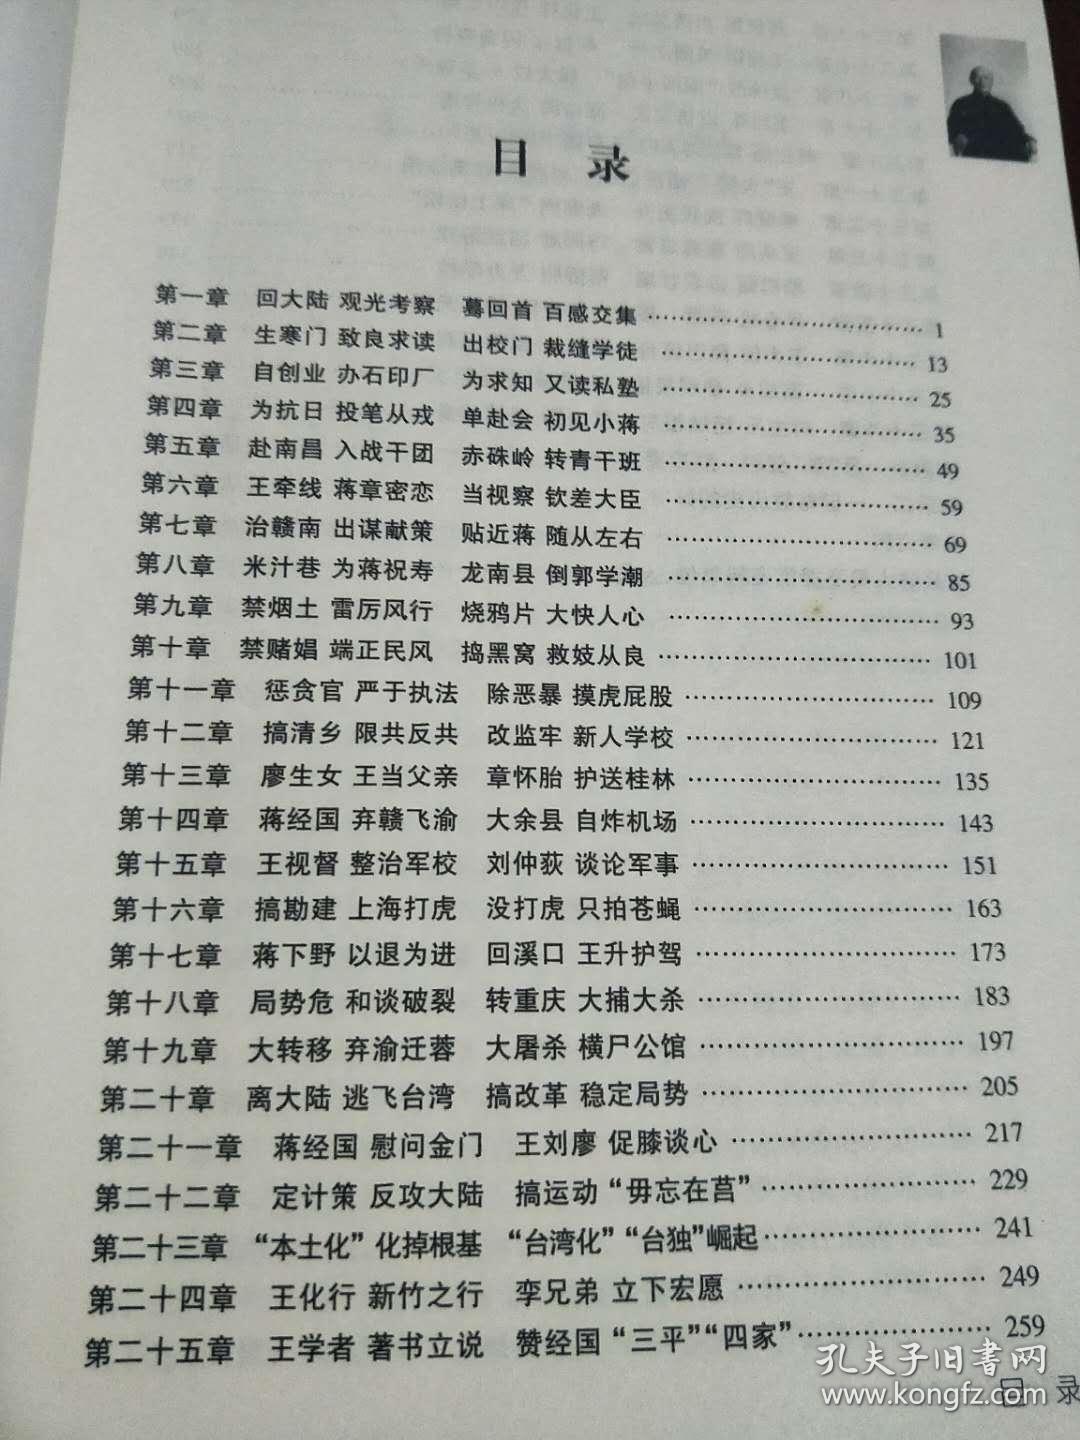 目 录
第一章 回大陆 观光考察 蓦回首 百感交集 …… 1
第二章 生寒门 致良求读 出校门 裁缝学徒 …… 13
第三章 自创业 办石印厂 为求知 又读私塾 …… 25
第四章 为抗日 投笔从戎 单赴会 初见小蒋 …… 35
第五章 赴南昌 入战干团 赤硃岭 转青干班 …… 49
第六章 王牵线 蒋章密恋 当视察 钦差大臣 …… 59
第七章 治赣南 出谋献策 贴近蒋 随从左右 …… 69
第八章 米汁巷 为蒋祝寿 龙南县 倒郭学潮 …… 85
第九章 禁烟土 雷厉风行 烧鸦片 大快人心 …… 93
第十章 禁赌娼 端正民风 捣黑窝 救妓从良 …… 101
第十一章 惩贪官 严于执法 除恶暴 摸虎屁股 …… 109
第十二章 搞清乡 限共反共 改监牢 新人学校 …… 121
第十三章 廖生女 王当父亲 章怀胎 护送桂林 …… 135
第十四章 蒋经国 弃赣飞渝 大余县 自炸机场 …… 143
第十五章 王视督 整治军校 刘仲荻 谈论军事 …… 151
第十六章 搞勘建 上海打虎 没打虎 只拍苍蝇 …… 163
第十七章 蒋下野 以退为进 回溪口 王升护驾 …… 173
第十八章 局势危 和谈破裂 转重庆 大捕大杀 …… 183
第十九章 大转移 弃渝迁蓉 大屠杀 横尸公馆 …… 197
第二十章 离大陆 逃飞台湾 搞改革 稳定局势 …… 205
第二十一章 蒋经国 慰问金门 王刘廖 促膝谈心 …… 217
第二十二章 定计策 反攻大陆 搞运动“毋忘在莒” …… 229
第二十三章 “本土化”化掉根基 “台湾化”“台独”崛起 …… 241
第二十四章 王化行 新竹之行 李兄弟 立下宏愿 …… 249
第二十五章 王学者 著书立说 赞经国“三平”“四家” …… 259
孔夫子旧书网
www.kongfz.com
目 录